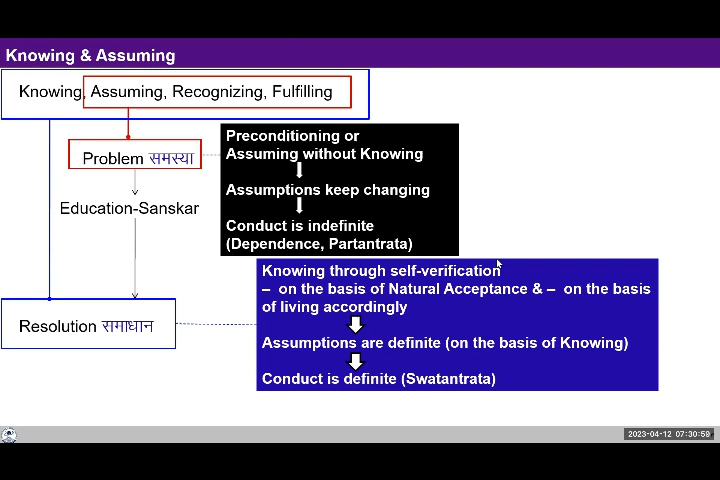 Knowing & Assuming
Knowing, Assuming, Recognizing, Fulfilling
Preconditioning or
Assuming without Knowing
Problem समस्या
Assumptions keep changing
Education-Sanskar
Conduct is indefinite
(Dependence, Partantrata)
Knowing through self-verification
– on the basis of Natural Acceptance & – on the basis
of living accordingly
Resolution समाधान
Assumptions are definite (on the basis of Knowing)
Conduct is definite (Swatantrata)
2023-04-12 07:30:59